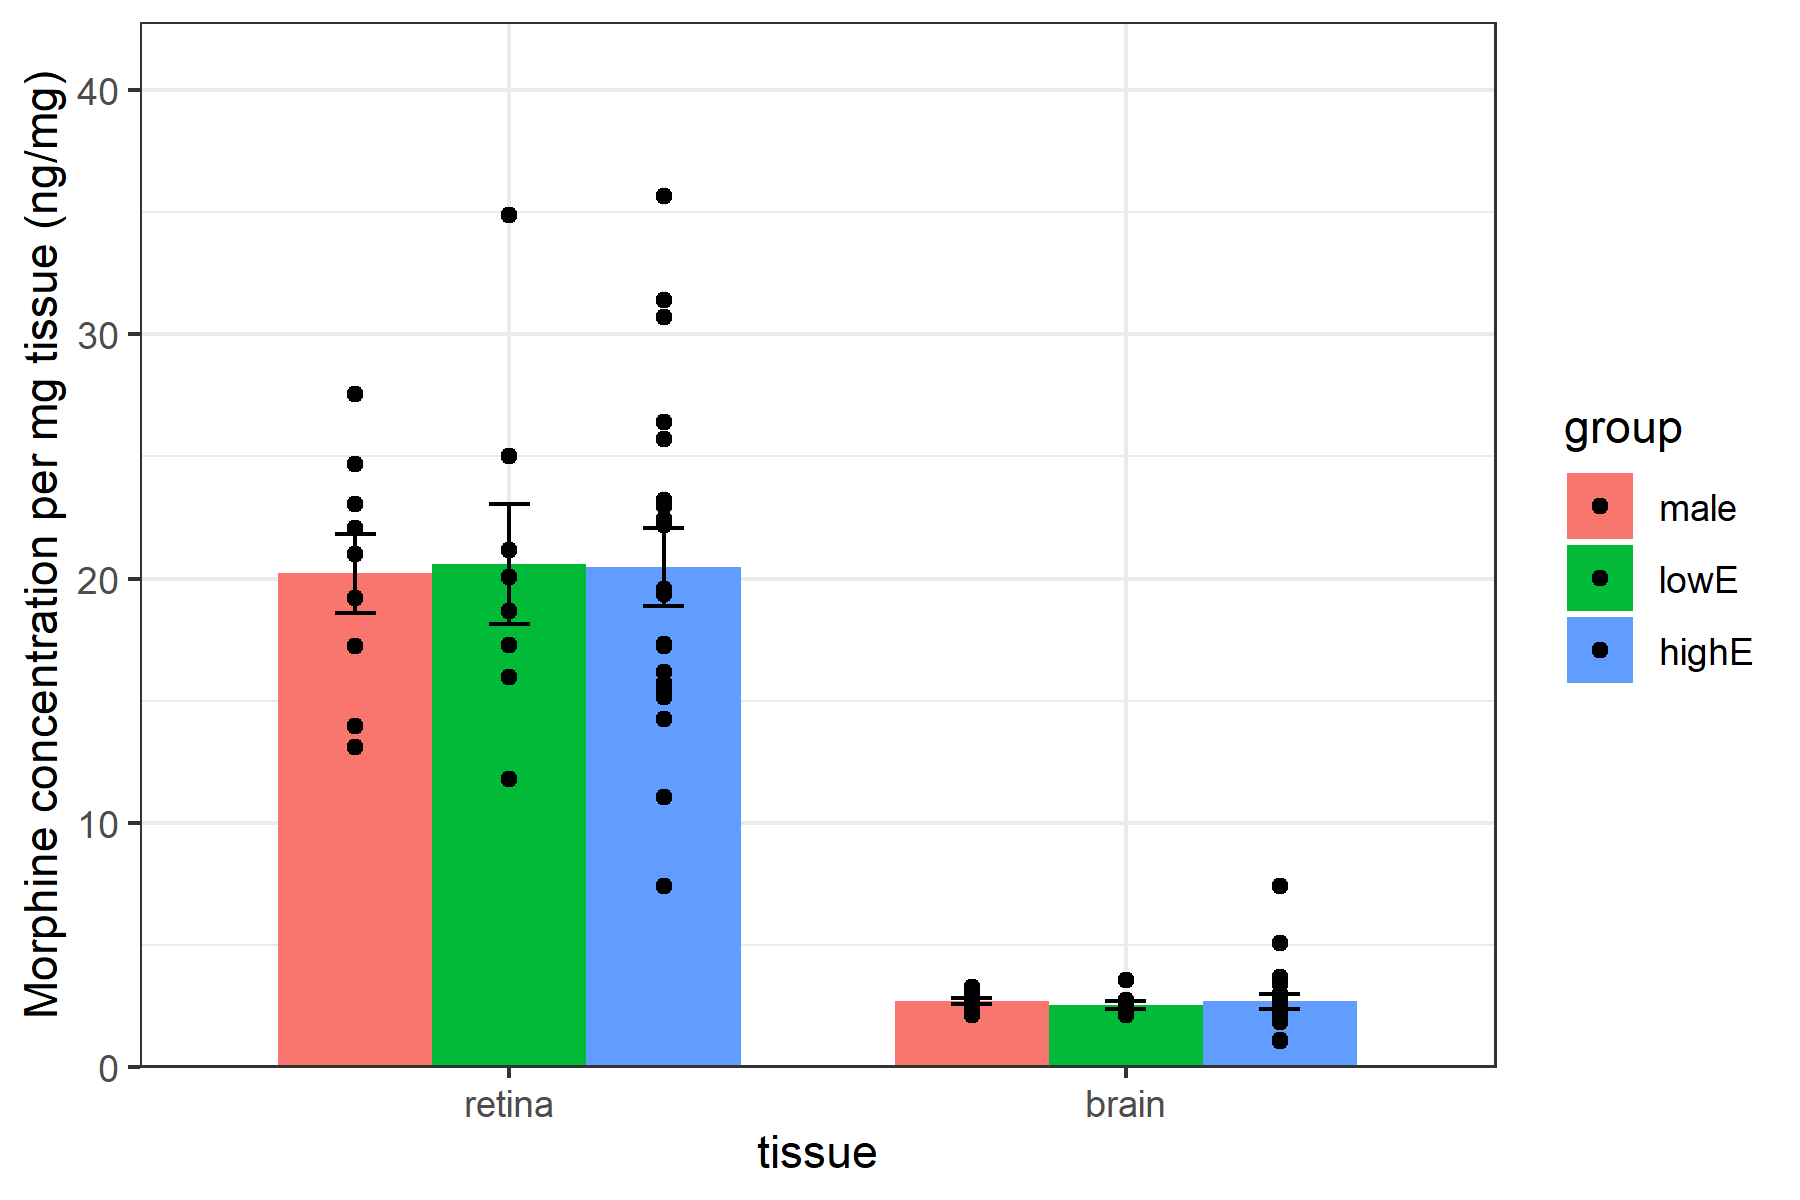 Morphine concentration per mg tissue (ng/mg)
40
30
20
10
0
retina
brain
tissue
group
male
lowE
highE